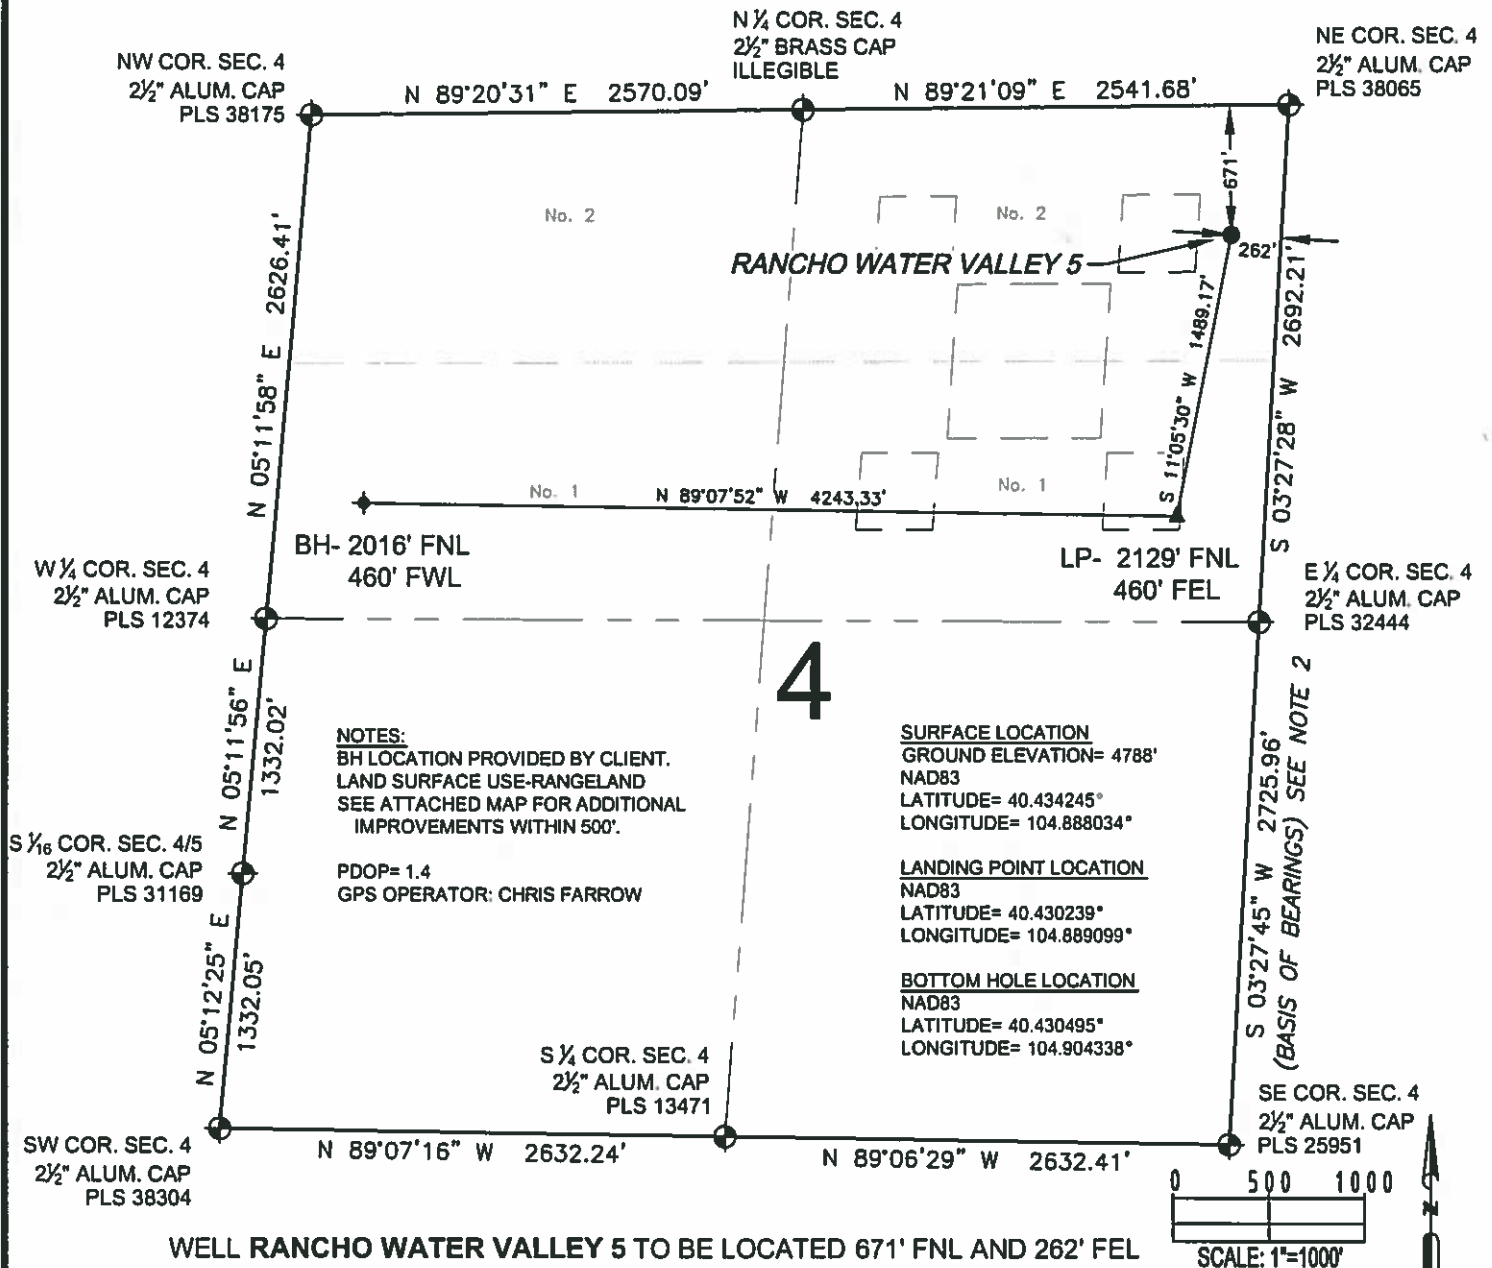 N ¼ COR. SEC. 4
2½" BRASS CAP
ILLEGIBLE
NE COR. SEC. 4
2½" ALUM. CAP
PLS 38065
NW COR. SEC. 4
2½" ALUM. CAP
PLS 38175
N 89°20'31" E 2570.09'
N 89°21'09" E 2541.68'
671'
No. 2
No. 2
RANCHO WATER VALLEY 5
262'
N 05°11'58" E 2626.41'
S 11°05'30" W 1489.17'
S 03°27'28" W 2692.21'
No. 1
N 89°07'52" W 4243.33'
No. 1
BH- 2016' FNL
460' FWL
LP- 2129' FNL
460' FEL
W ¼ COR. SEC. 4
2½" ALUM. CAP
PLS 12374
E ¼ COR. SEC. 4
2½" ALUM. CAP
PLS 32444
4
N 05°11'56" E
1332.02'
NOTES:
BH LOCATION PROVIDED BY CLIENT.
LAND SURFACE USE-RANGELAND
SEE ATTACHED MAP FOR ADDITIONAL
IMPROVEMENTS WITHIN 500'.
PDOP= 1.4
GPS OPERATOR: CHRIS FARROW
SURFACE LOCATION
GROUND ELEVATION= 4788'
NAD83
LATITUDE= 40.434245°
LONGITUDE= 104.888034°
LANDING POINT LOCATION
NAD83
LATITUDE= 40.430239°
LONGITUDE= 104.889099°
BOTTOM HOLE LOCATION
NAD83
LATITUDE= 40.430495°
LONGITUDE= 104.904338°
S 03°27'45" W 2725.96'
(BASIS OF BEARINGS) SEE NOTE 2
S 1/16 COR. SEC. 4/5
2½" ALUM. CAP
PLS 31169
N 05°12'25" E
1332.05'
S ¼ COR. SEC. 4
2½" ALUM. CAP
PLS 13471
SE COR. SEC. 4
2½" ALUM. CAP
PLS 25951
SW COR. SEC. 4
2½" ALUM. CAP
PLS 38304
N 89°07'16" W 2632.24'
N 89°06'29" W 2632.41'
0 500 1000
SCALE: 1"=1000'
N
WELL RANCHO WATER VALLEY 5 TO BE LOCATED 671' FNL AND 262' FEL